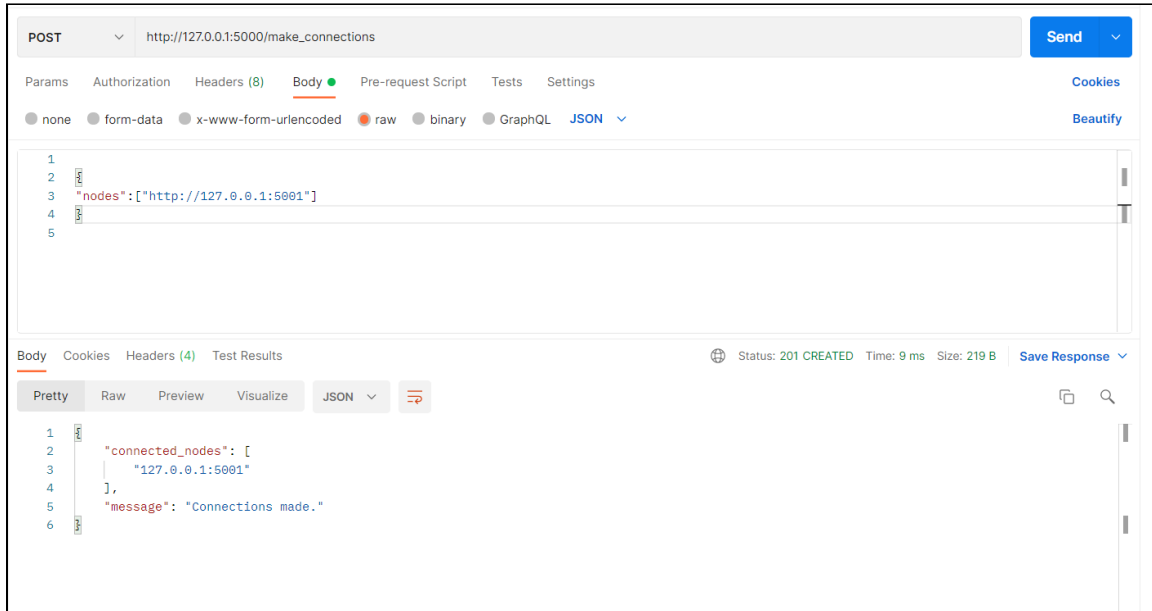 POST http://127.0.0.1:5000/make_connections Send
Params Authorization Headers (8) Body Pre-request Script Tests Settings Cookies
none form-data x-www-form-urlencoded raw binary GraphQL JSON Beautify
1
2 {
3 "nodes":["http://127.0.0.1:5001"]
4 }
5
Body Cookies Headers (4) Test Results Status: 201 CREATED Time: 9 ms Size: 219 B Save Response
Pretty Raw Preview Visualize JSON
1 {
2 "connected_nodes": [
3 "127.0.0.1:5001"
4 ],
5 "message": "Connections made."
6 }